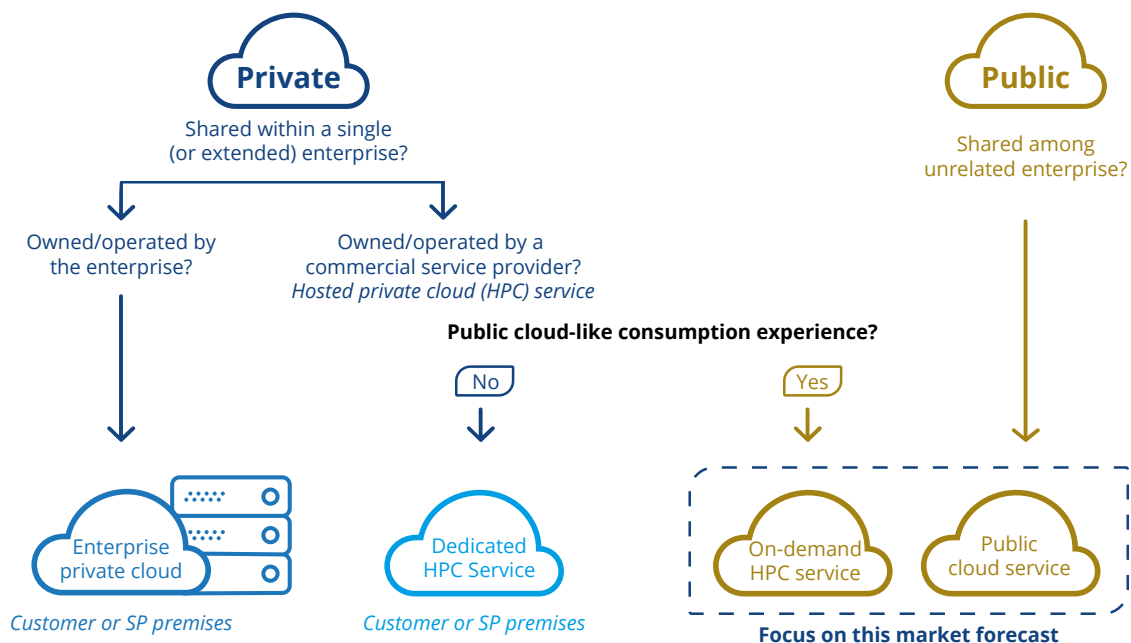 Private
Public
Shared within a single
(or extended) enterprise?
Shared among
unrelated enterprise?
Owned/operated by
the enterprise?
Owned/operated by a
commercial service provider?
Hosted private cloud (HPC) service
Public cloud-like consumption experience?
No
Yes
Enterprise
private cloud
Dedicated
HPC Service
On-demand
HPC service
Public
cloud service
Customer or SP premises
Customer or SP premises
Focus on this market forecast